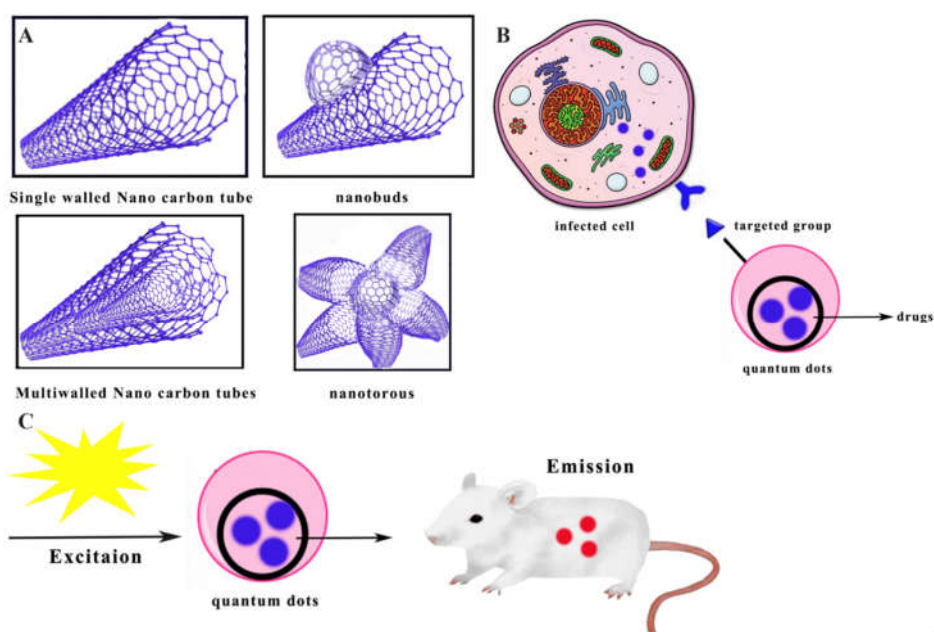 A
B
Single walled Nano carbon tube
nanobuds
infected cell
targeted group
drugs
quantum dots
Multiwalled Nano carbon tubes
nanotorous
C
Excitaion
quantum dots
Emission